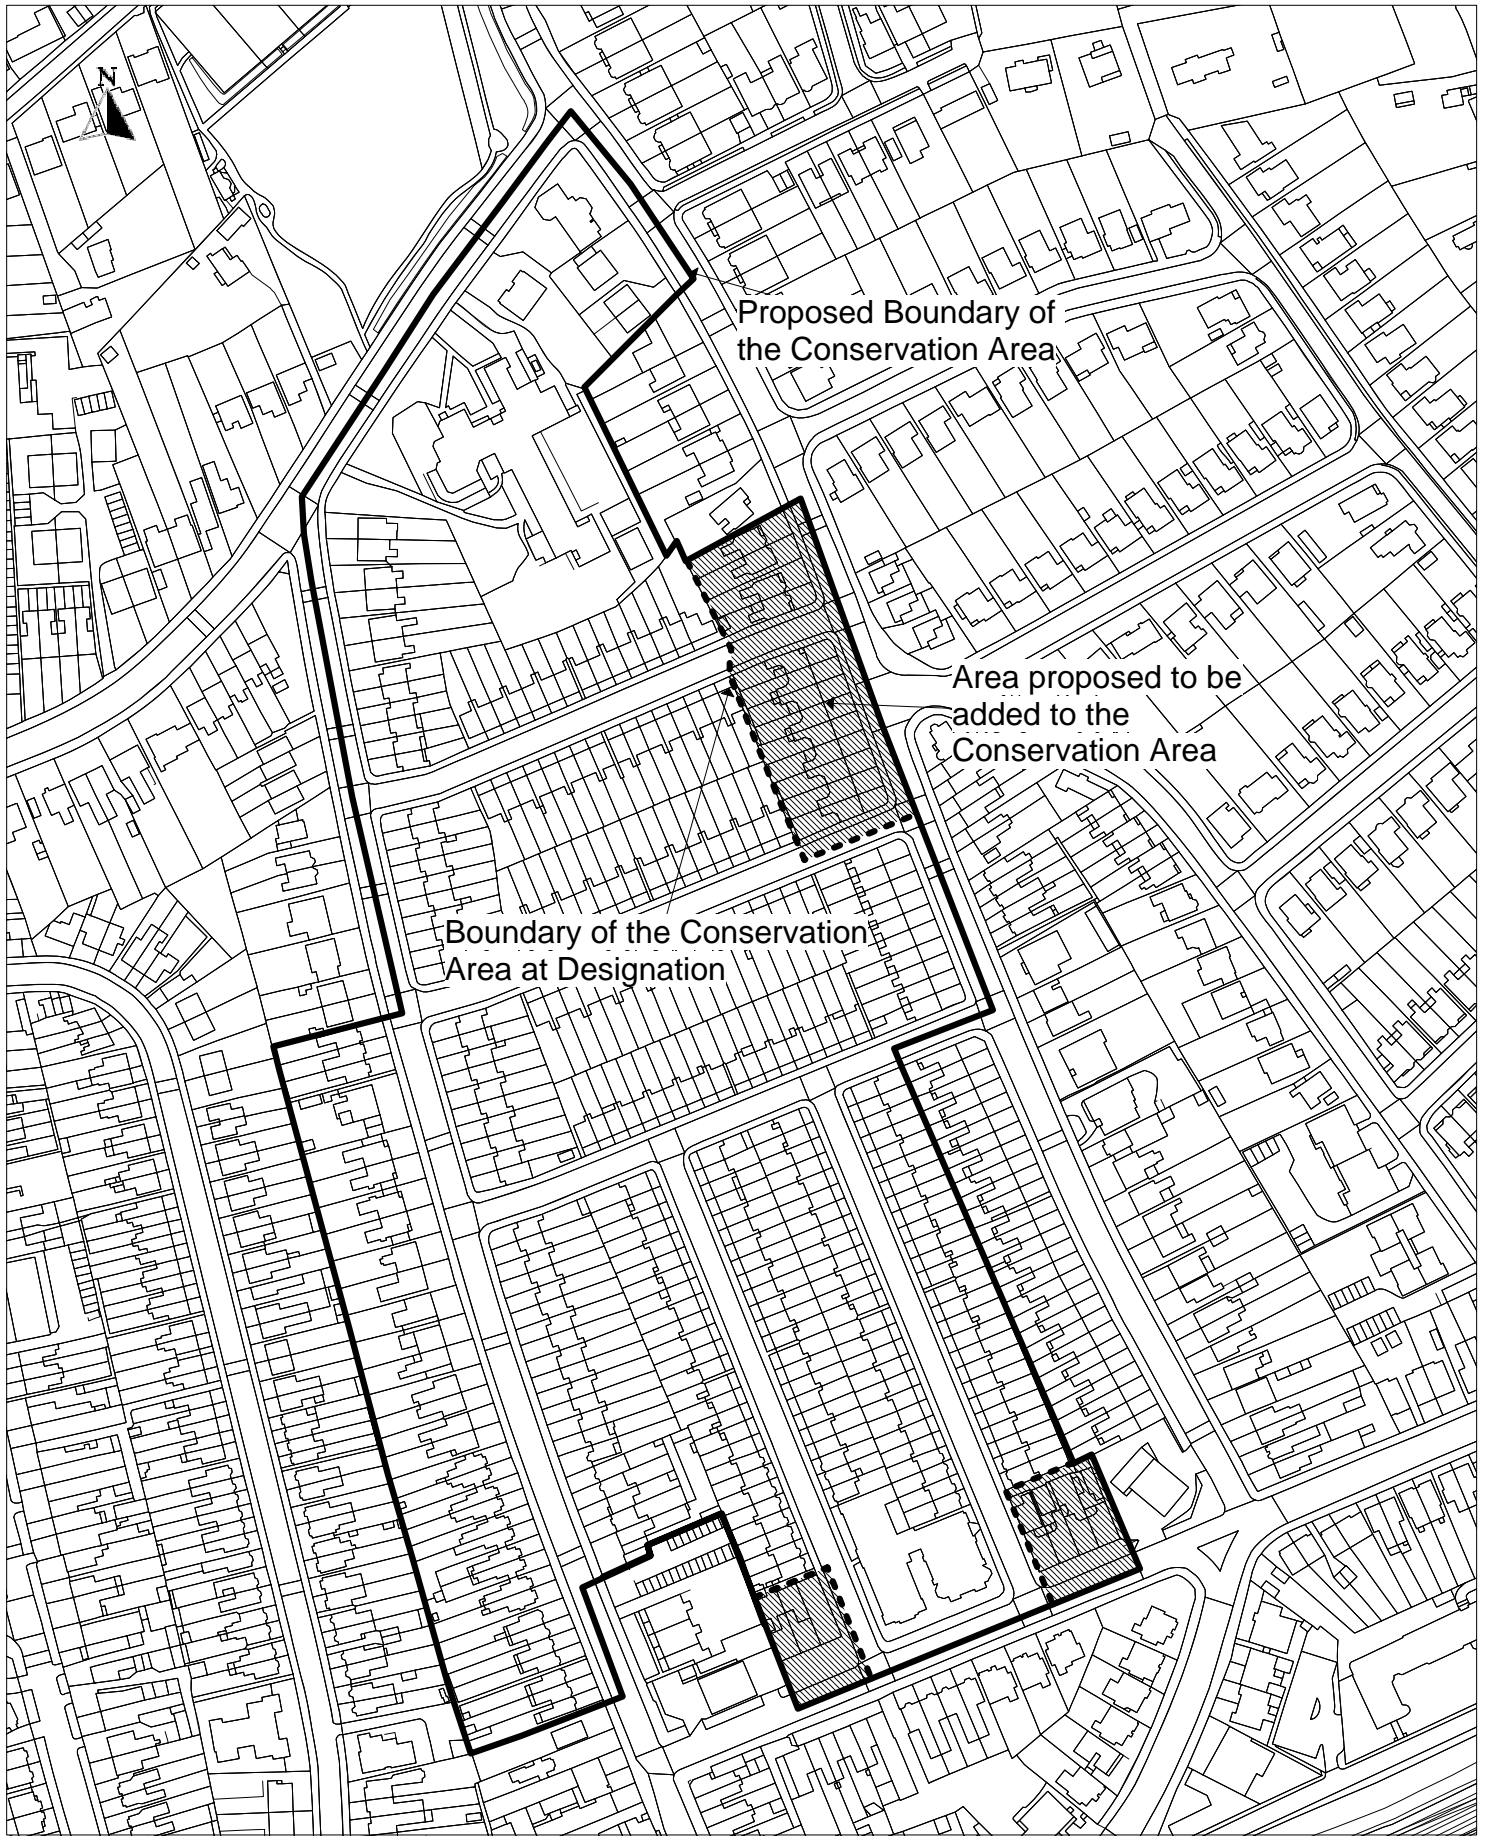 N
Proposed Boundary of
the Conservation Area
Area proposed to be
added to the
Conservation Area
Boundary of the Conservation
Area at Designation